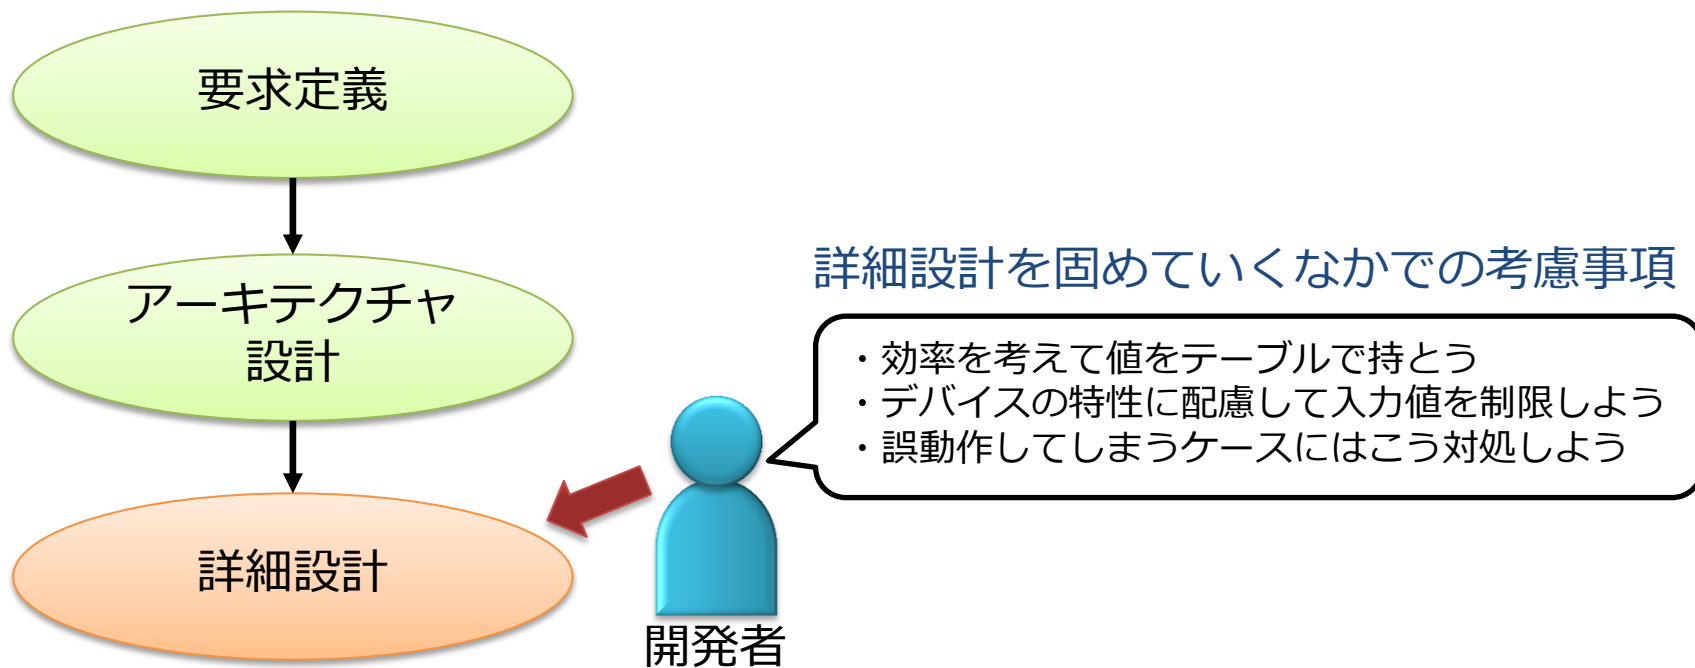 要求定義
アーキテクチャ
設計
詳細設計
詳細設計を固めていくなかでの考慮事項
・効率を考えて値をテーブルで持とう
・デバイスの特性に配慮して入力値を制限しよう
・誤動作してしまうケースにはこう対処しよう
開発者